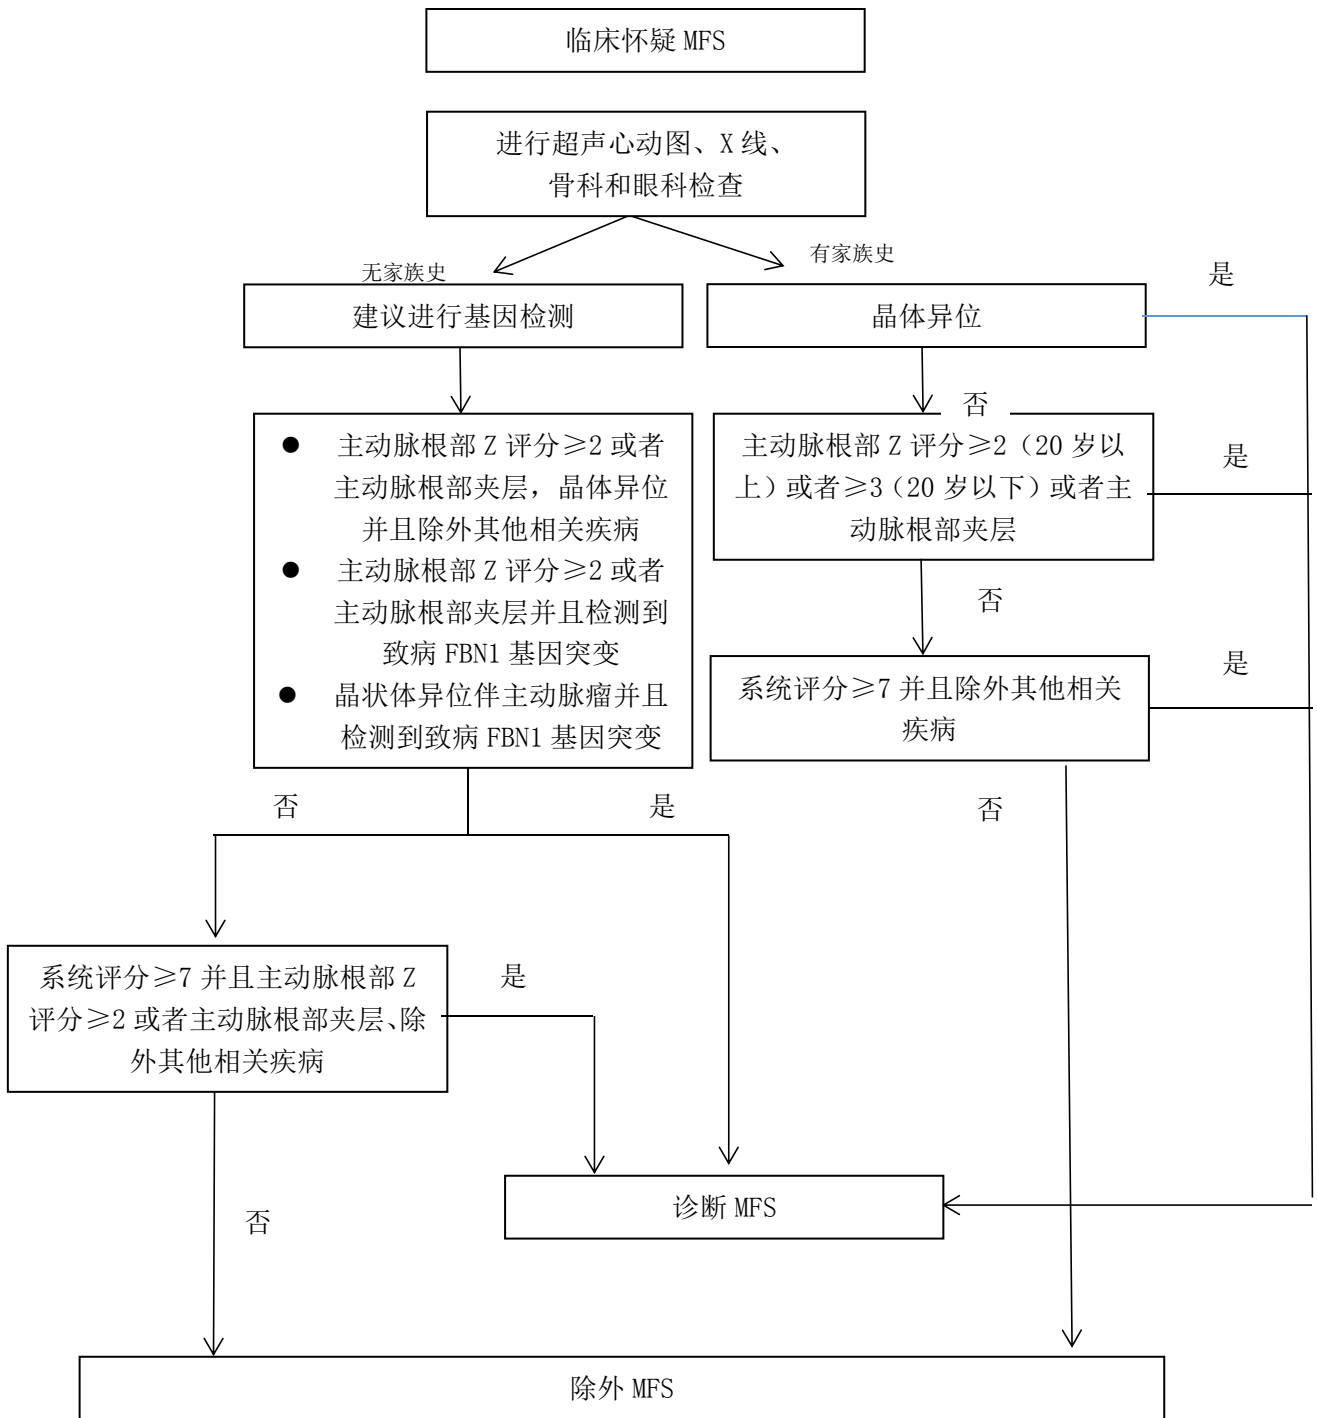 临床怀疑 MFS
进行超声心动图、X 线、
骨科和眼科检查
无家族史
有家族史
是
建议进行基因检测
晶体异位
否
● 主动脉根部 Z 评分≥2 或者
主动脉根部夹层，晶体异位
并且除外其他相关疾病
● 主动脉根部 Z 评分≥2 或者
主动脉根部夹层并且检测到
致病 FBN1 基因突变
● 晶状体异位伴主动脉瘤并且
检测到致病 FBN1 基因突变
主动脉根部 Z 评分≥2（20 岁以
上）或者≥3（20 岁以下）或者主
动脉根部夹层
是
否
系统评分≥7 并且除外其他相关
疾病
是
否
是
否
系统评分≥7 并且主动脉根部 Z
评分≥2 或者主动脉根部夹层、除
外其他相关疾病
是
诊断 MFS
否
除外 MFS